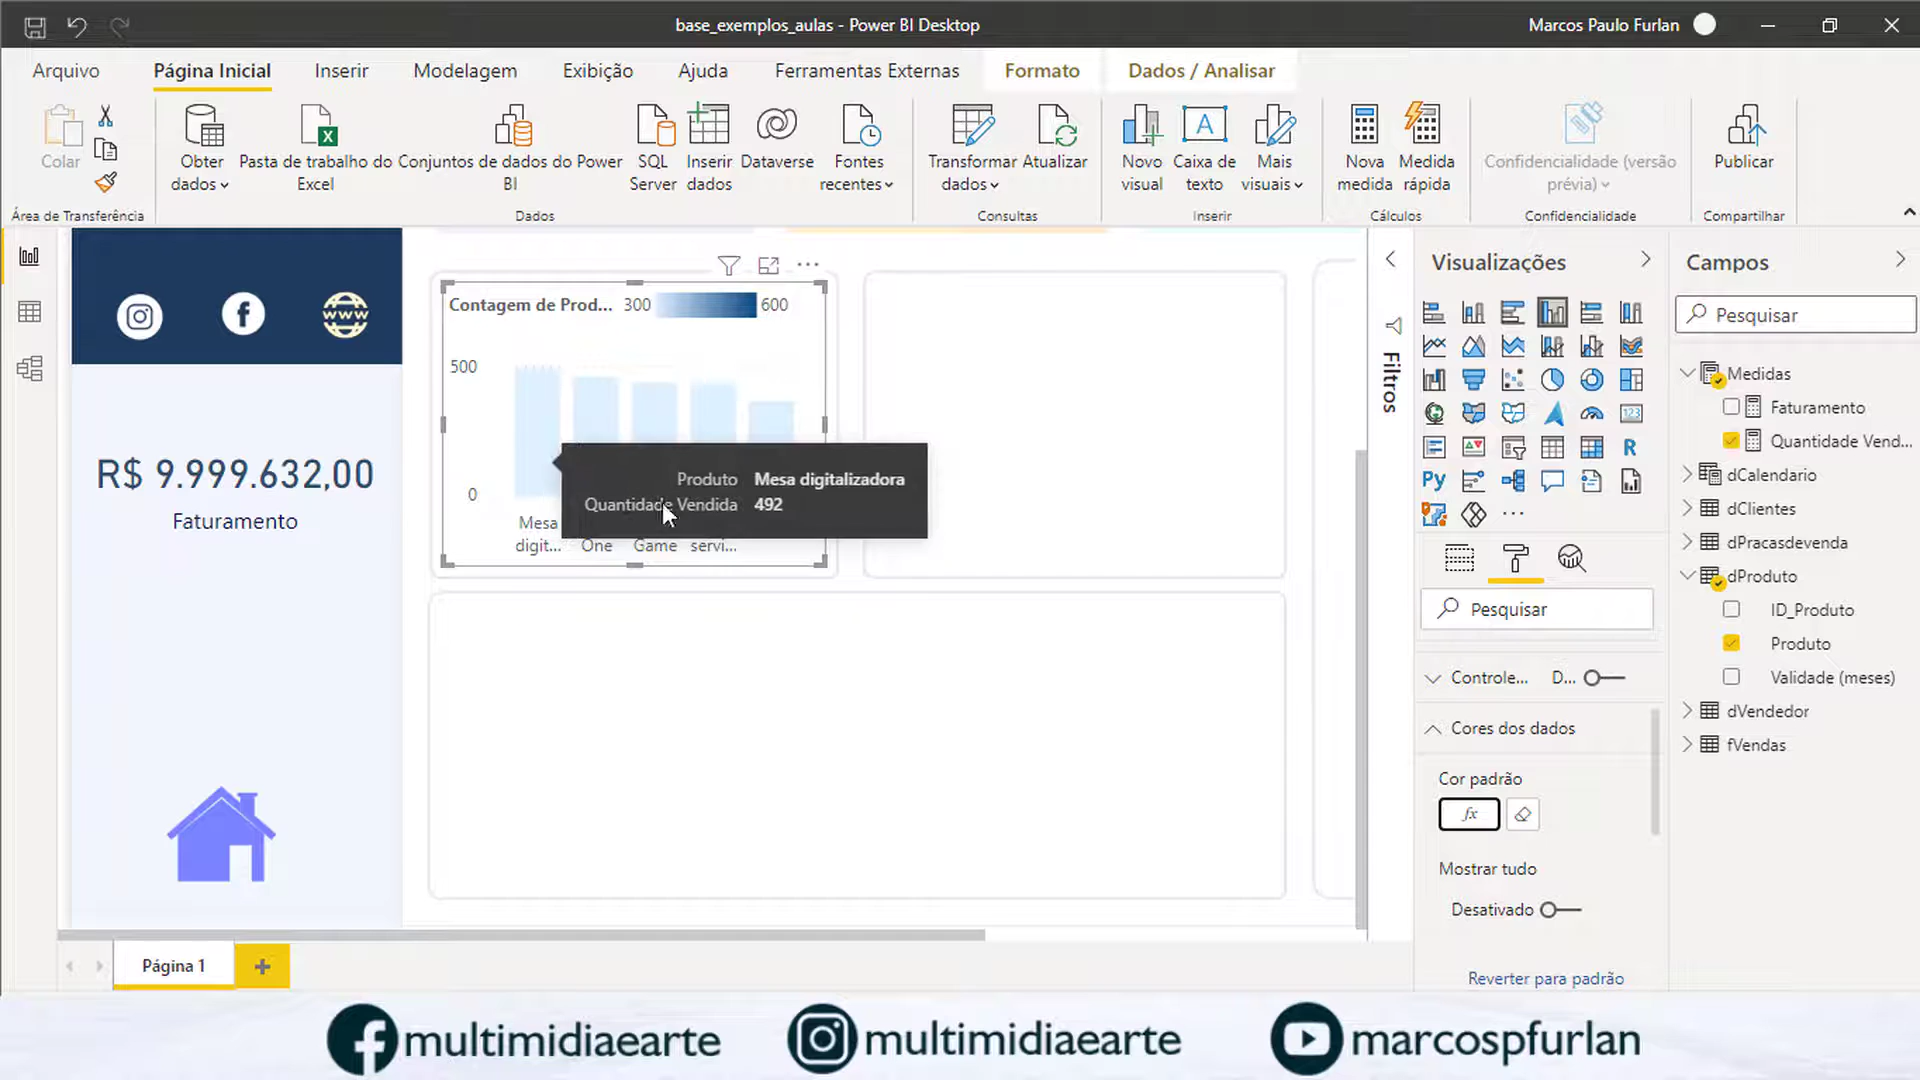 base_exemplos_aulas - Power BI Desktop
Marcos Paulo Furlan
Arquivo
Página Inicial
Inserir
Modelagem
Exibição
Ajuda
Ferramentas Externas
Formato
Dados / Analisar
Colar
Obter
dados
Pasta de trabalho do
Excel
Conjuntos de dados do Power
BI
SQL
Server
Inserir
dados
Dataverse
Fontes
recentes
Transformar
dados
Atualizar
Novo
visual
Caixa de
texto
Mais
visuais
Nova
medida
Medida
rápida
Confidencialidade (versão
prévia)
Publicar
Área de Transferência
Dados
Consultas
Inserir
Cálculos
Confidencialidade
Compartilhar
WWW
R$ 9.999.632,00
Faturamento
Contagem de Prod...
300
600
500
0
Mesa
digit...
One
Game
servi...
Produto Mesa digitalizadora
Quantidade Vendida 492
Filtros
Visualizações
123
R
Py
...
Pesquisar
Controle...
D...
Cores dos dados
Cor padrão
fx
Mostrar tudo
Desativado
Reverter para padrão
Campos
Pesquisar
Medidas
Faturamento
Quantidade Vend...
dCalendario
dClientes
dPracasdevenda
dProduto
ID_Produto
Produto
Validade (meses)
dVendedor
fVendas
Página 1
multimidiaearte
multimidiaearte
marcospfurlan